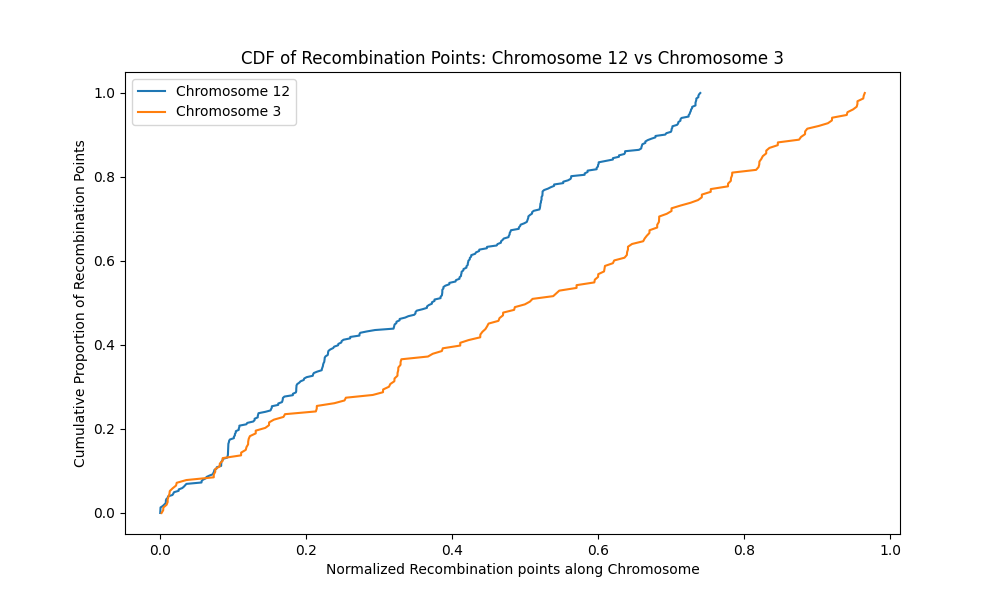 CDF of Recombination Points: Chromosome 12 vs Chromosome 3
Chromosome 12
Chromosome 3
Cumulative Proportion of Recombination Points
1.0
0.8
0.6
0.4
0.2
0.0
0.0 0.2 0.4 0.6 0.8 1.0
Normalized Recombination points along Chromosome